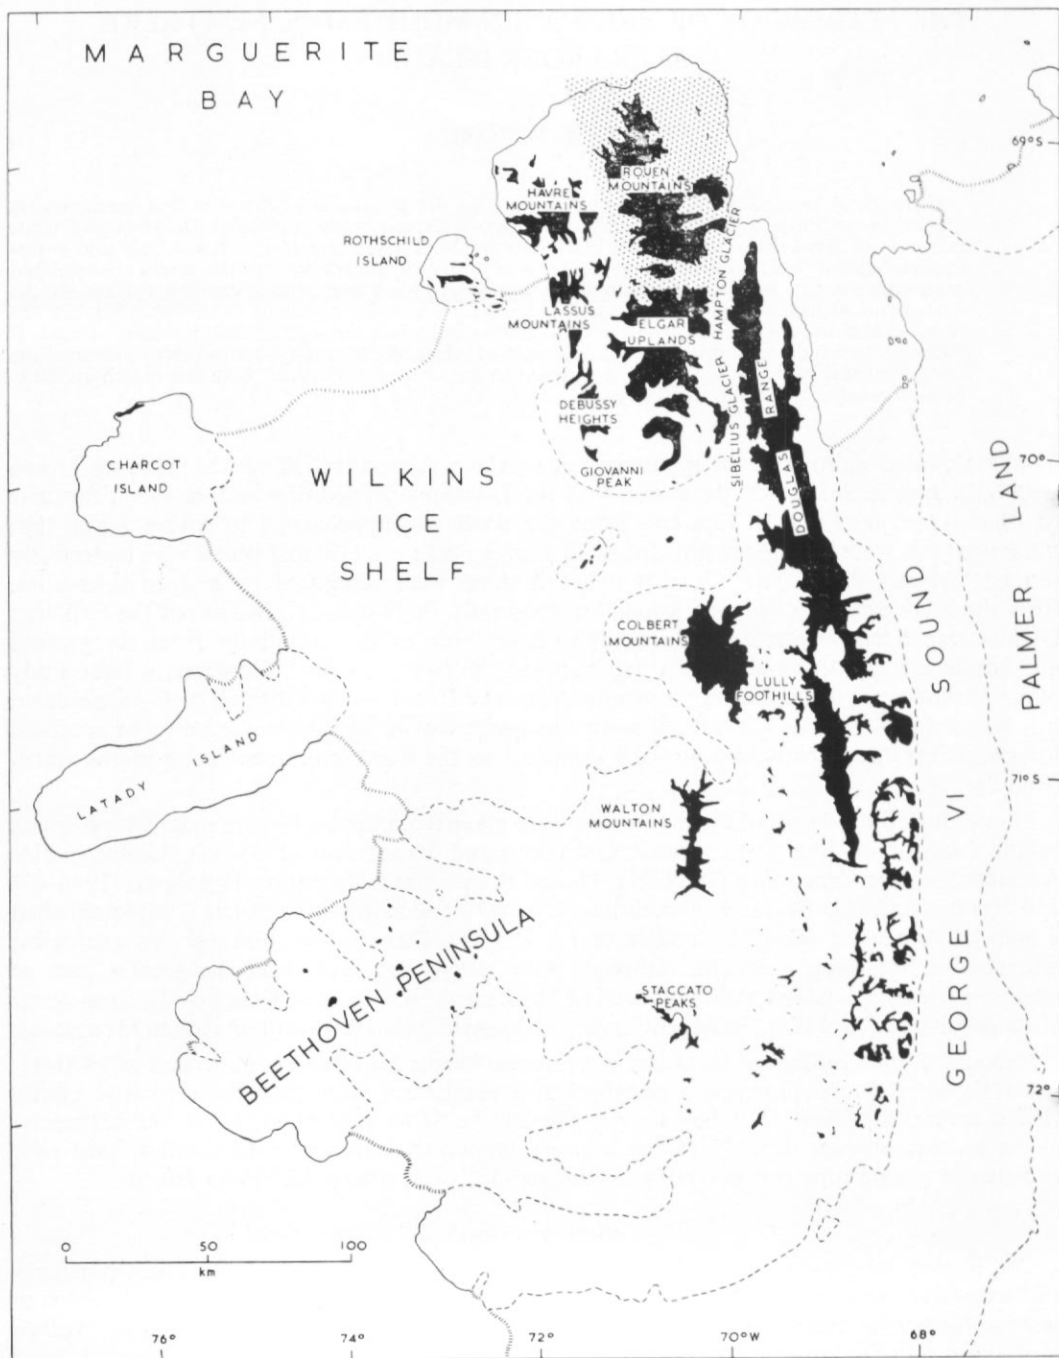 MARGUERITE
BAY
69°S
ROUEN
MOUNTAINS
HAVRE
MOUNTAINS
ROTHSCHILD
ISLAND
HAMPTON GLACIER
LASSUS
MOUNTAINS
ELGAR
UPLANDS
SIBELIUS GLACIER
DOUGLAS
RANGE
DEBUSSY
HEIGHTS
GIOVANNI
PEAK
CHARCOT
ISLAND
WILKINS
ICE
SHELF
70°
PALMER LAND
COLBERT
MOUNTAINS
LULLY
FOOTHILLS
LATADY ISLAND
71°S
WALTON
MOUNTAINS
GEORGE VI SOUND
BEETHOVEN PENINSULA
STACCATO
PEAKS
72°
0 50 100
km
76° 74° 72° 70°W 68°